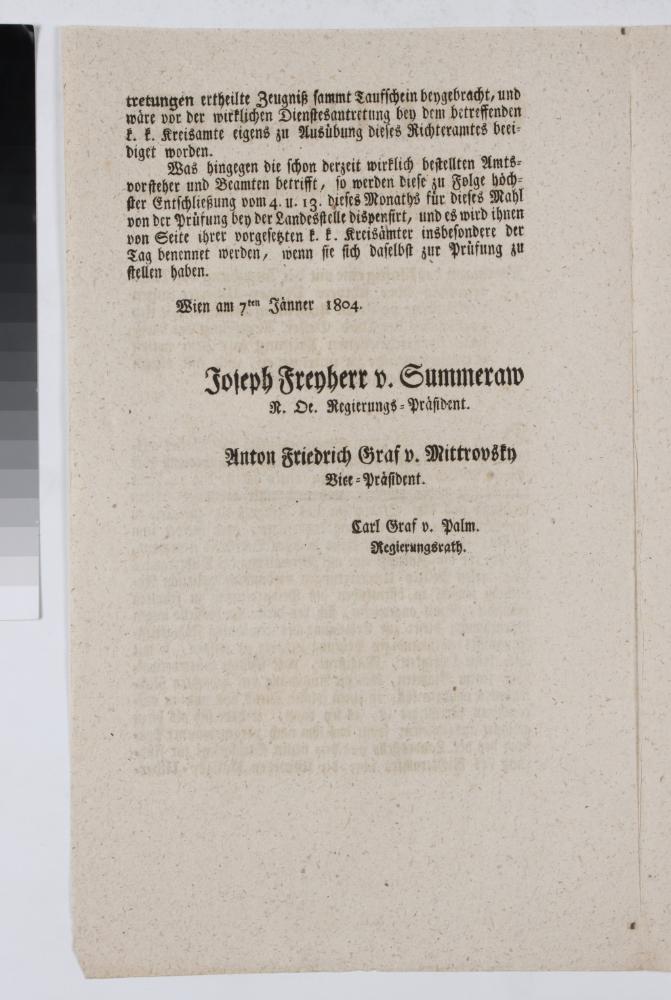 tretungen ertheilte Zeugniß sammt Taufschein beygebracht, und
wäre vor der wirklichen Dienstesantretung bey dem betreffenden
k. k. Kreisamte eigens zu Ausübung dieses Richteramtes beei-
diget worden.
Was hingegen die schon derzeit wirklich bestellten Amts-
vorsteher und Beamten betrifft, so werden diese zu Folge höch-
ster Entschließung vom 4. u. 13. dieses Monaths für dieses Mahl
von der Prüfung bey der Landesstelle dispensirt, und es wird ihnen
von Seite ihrer vorgesetzten k. k. Kreisämter insbesondere der
Tag benennet werden, wenn sie sich daselbst zur Prüfung zu
stellen haben.
Wien am 7ten Jänner 1804.
Joseph Freyherr v. Summeraw
N. Oe. Regierungs-Präsident.
Anton Friedrich Graf v. Mittrovsky
Vice-Präsident.
Carl Graf v. Palm.
Regierungsrath.